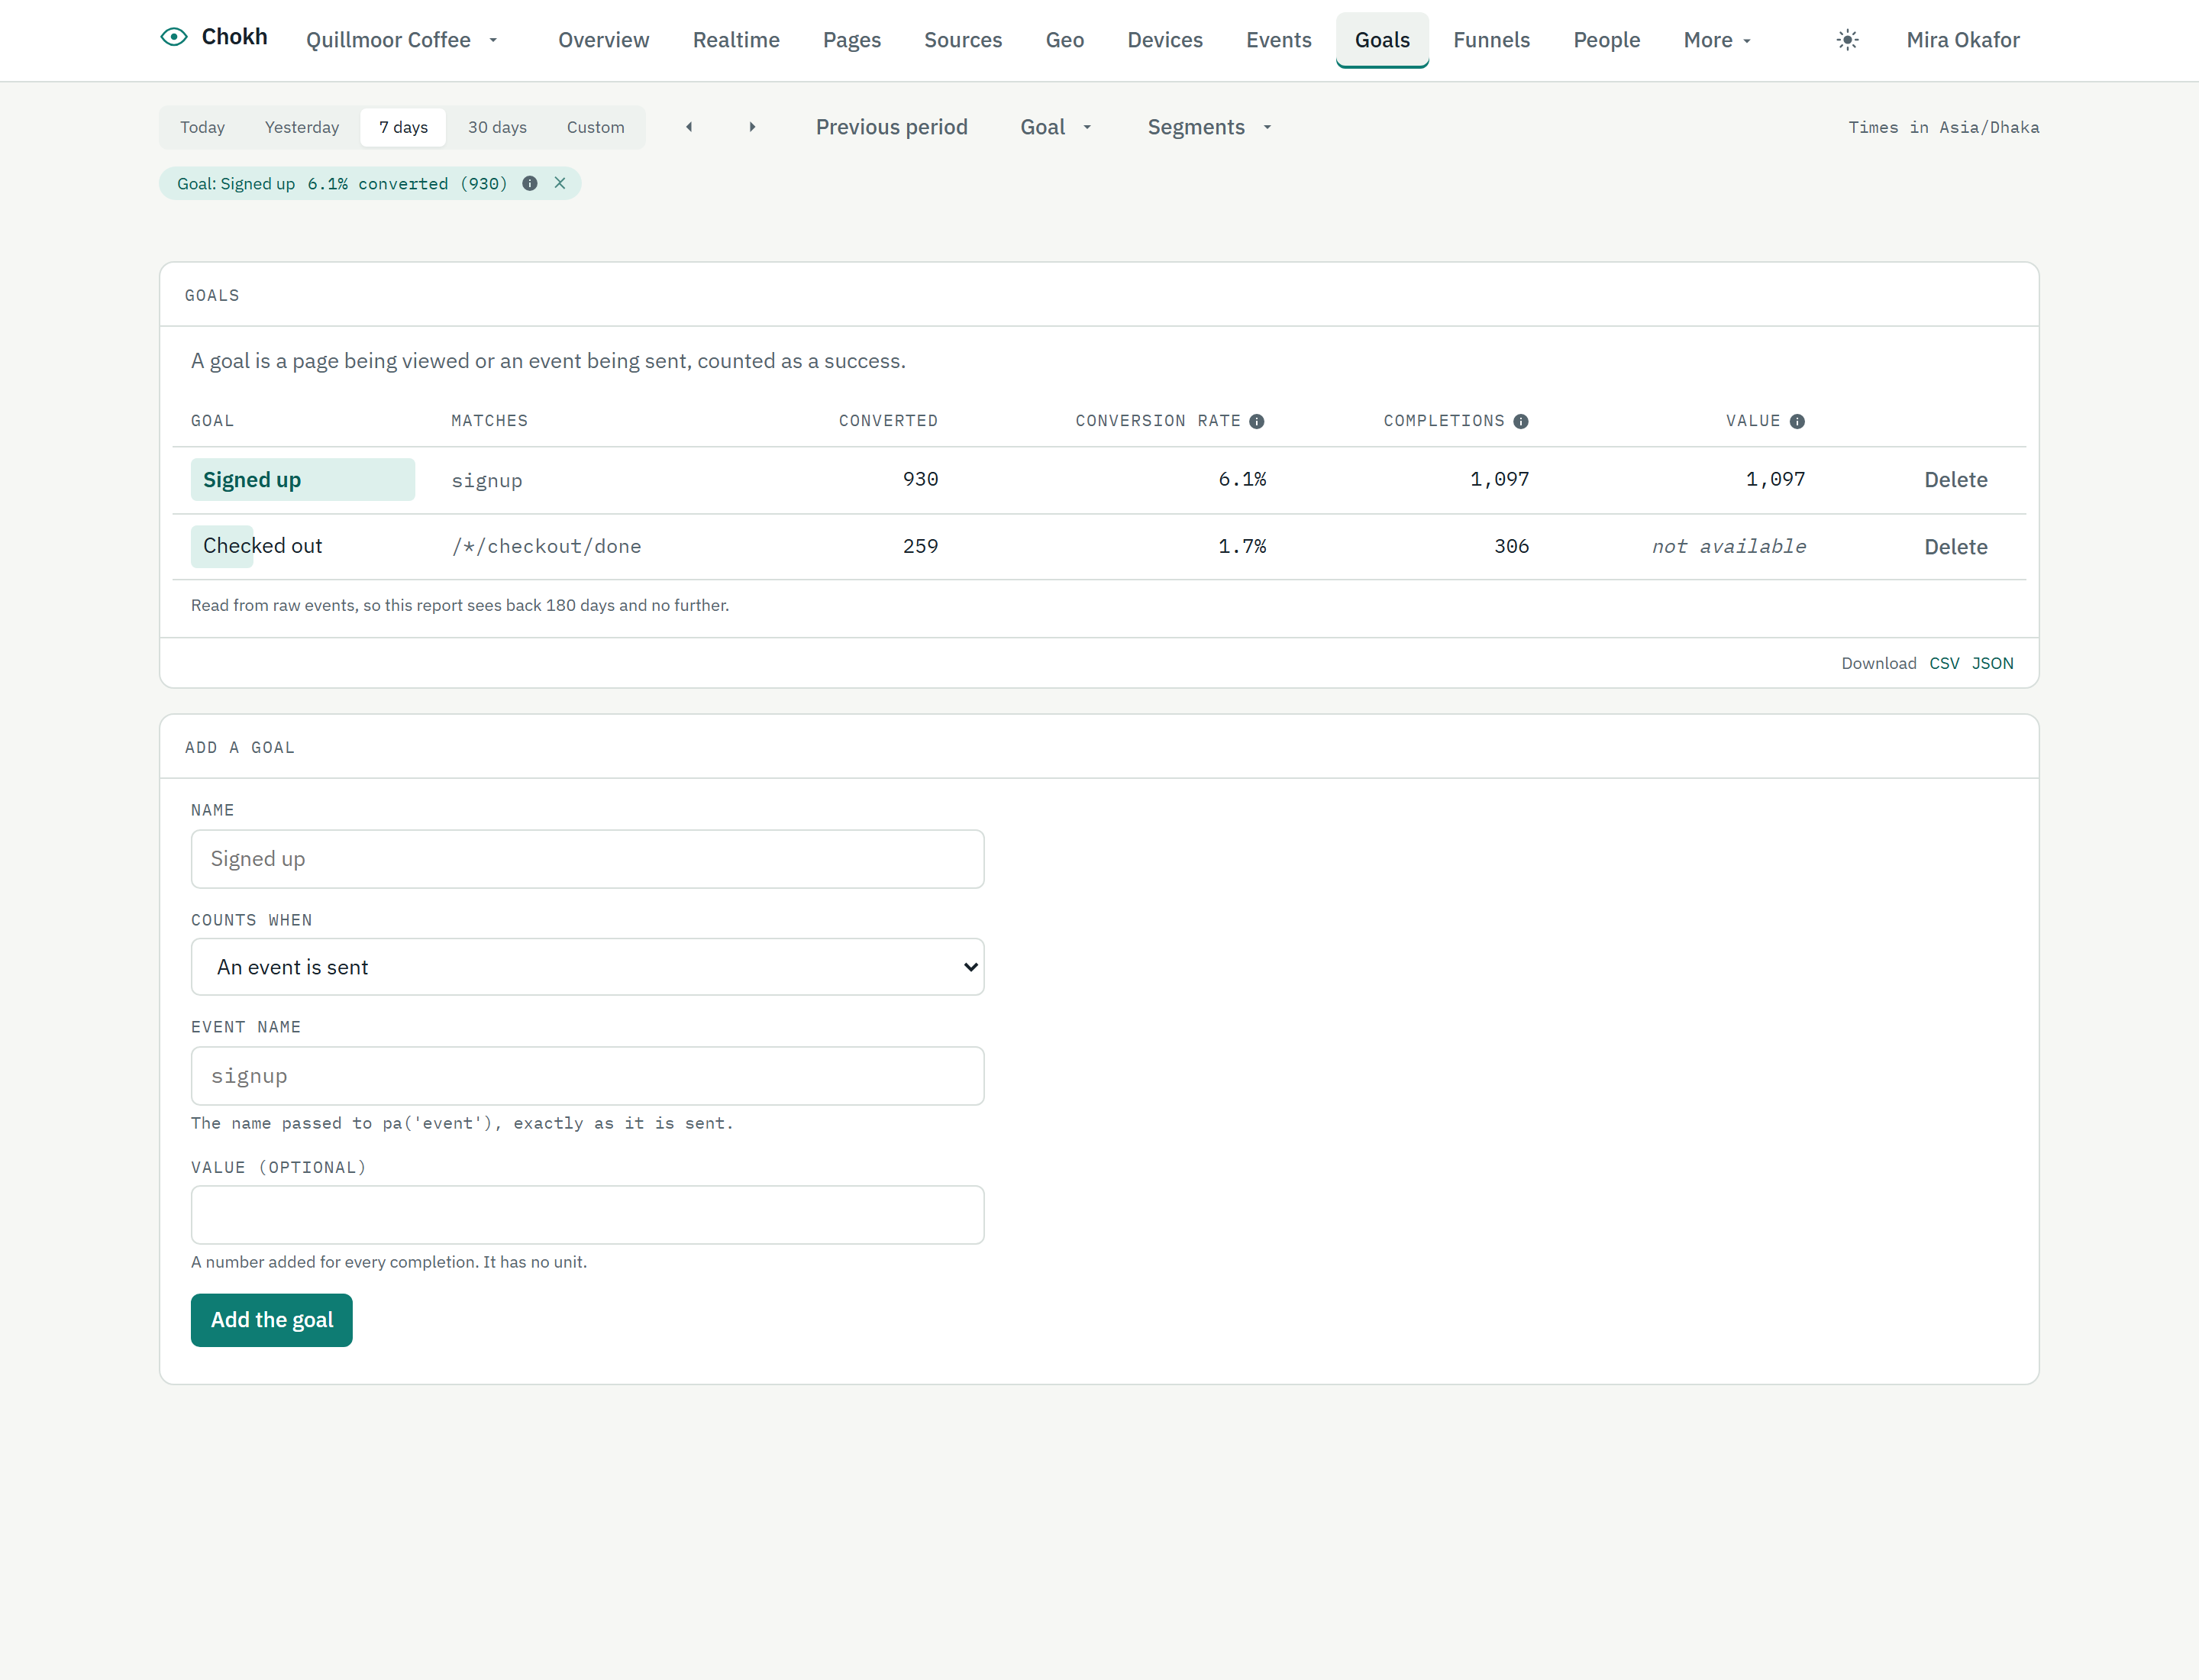 Chokh Quillmoor Coffee Overview Realtime Pages Sources Geo Devices Events Goals Funnels People More Mira Okafor
Today Yesterday 7 days 30 days Custom Previous period Goal Segments Times in Asia/Dhaka
Goal: Signed up 6.1% converted (930)
GOALS
A goal is a page being viewed or an event being sent, counted as a success.
GOAL MATCHES CONVERTED CONVERSION RATE COMPLETIONS VALUE
Signed up signup 930 6.1% 1,097 1,097 Delete
Checked out /*/checkout/done 259 1.7% 306 not available Delete
Read from raw events, so this report sees back 180 days and no further.
Download CSV JSON
ADD A GOAL
NAME
Signed up
COUNTS WHEN
An event is sent
EVENT NAME
signup
The name passed to pa('event'), exactly as it is sent.
VALUE (OPTIONAL)
A number added for every completion. It has no unit.
Add the goal